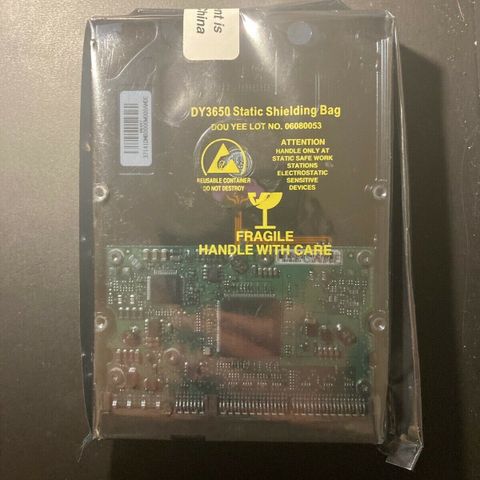 nt is
China
DY3650 Static Shielding Bag
DOU YEE LOT NO. 06080053
ATTENTION
HANDLE ONLY AT
STATIC SAFE WORK
STATIONS
ELECTROSTATIC
SENSITIVE
DEVICES
REUSABLE CONTAINER
DO NOT DESTROY
FRAGILE
HANDLE WITH CARE